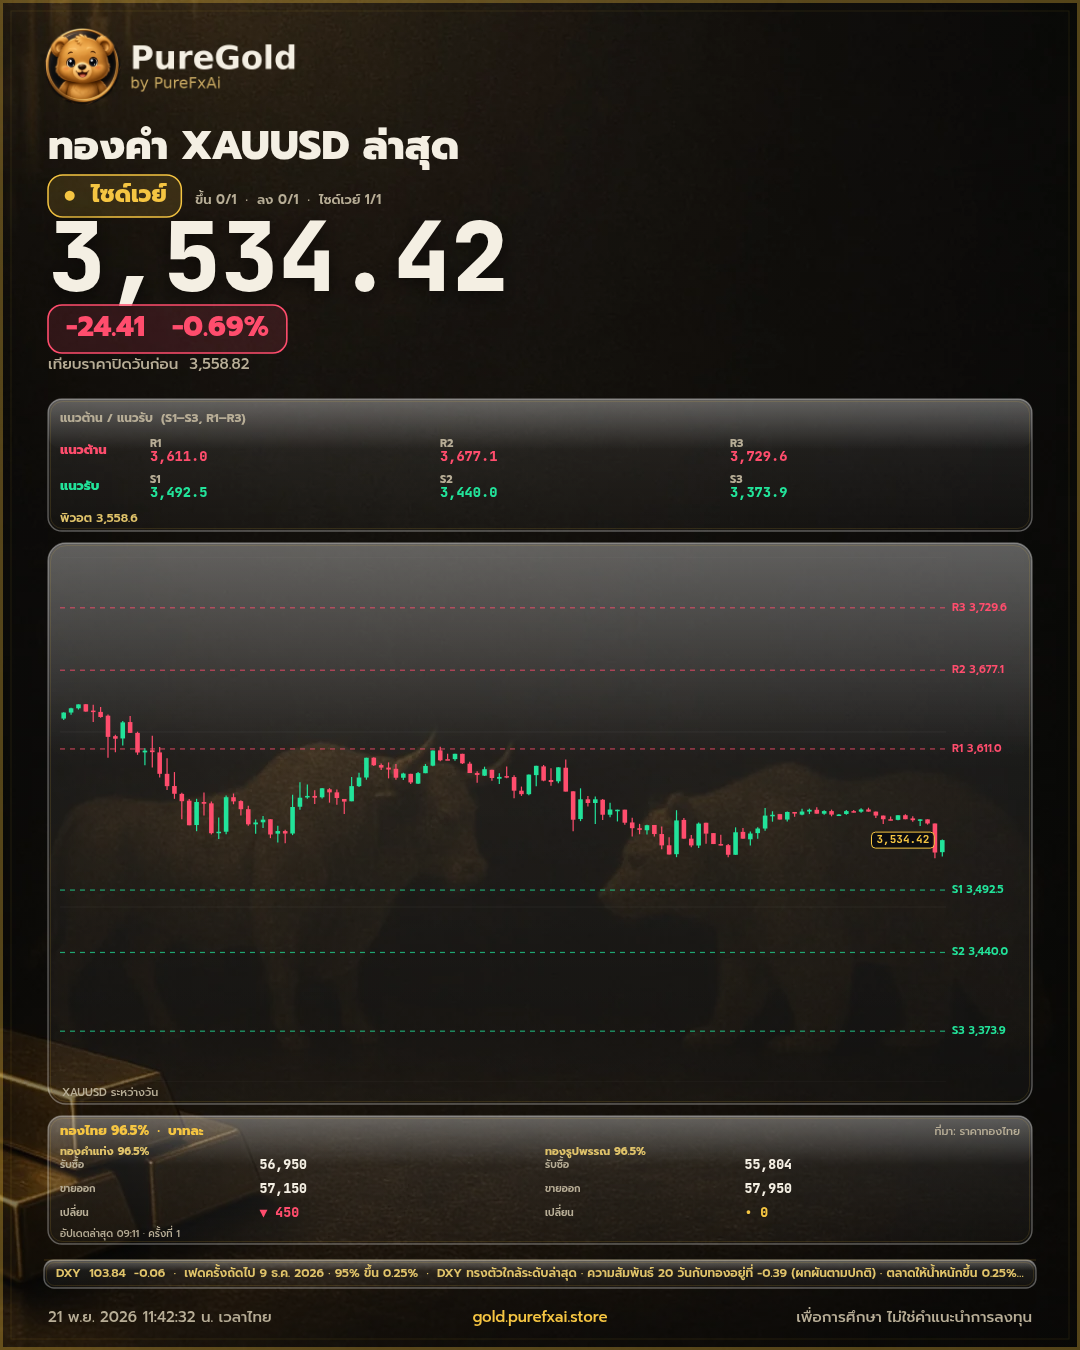 PureGold
by PureFxAi
ทองคำ XAUUSD ล่าสุด
• ไซด์เวย์ ขึ้น 0/1 · ลง 0/1 · ไซด์เวย์ 1/1
3,534.42
-24.41 -0.69%
เทียบราคาปิดวันก่อน 3,558.82
แนวต้าน / แนวรับ (S1–S3, R1–R3)
R1 R2 R3
แนวต้าน 3,611.0 3,677.1 3,729.6
S1 S2 S3
แนวรับ 3,492.5 3,440.0 3,373.9
พิวอต 3,558.6
R3 3,729.6
R2 3,677.1
R1 3,611.0
3,534.42
S1 3,492.5
S2 3,440.0
S3 3,373.9
XAUUSD ระหว่างวัน
ทองไทย 96.5% · บาทละ ที่มา: ราคาทองไทย
ทองคำแท่ง 96.5% ทองรูปพรรณ 96.5%
รับซื้อ 56,950 รับซื้อ 55,804
ขายออก 57,150 ขายออก 57,950
เปลี่ยน ▼ 450 เปลี่ยน • 0
อัปเดตล่าสุด 09:11 · ครั้งที่ 1
DXY 103.84 -0.06 · เฟดครั้งถัดไป 9 ธ.ค. 2026 · 95% ขึ้น 0.25% · DXY ทรงตัวใกล้ระดับล่าสุด · ความสัมพันธ์ 20 วันกับทองอยู่ที่ -0.39 (ผกผันตามปกติ) · ตลาดให้น้ำหนักขึ้น 0.25%...
21 พ.ย. 2026 11:42:32 น. เวลาไทย gold.purefxai.store เพื่อการศึกษา ไม่ใช่คำแนะนำการลงทุน